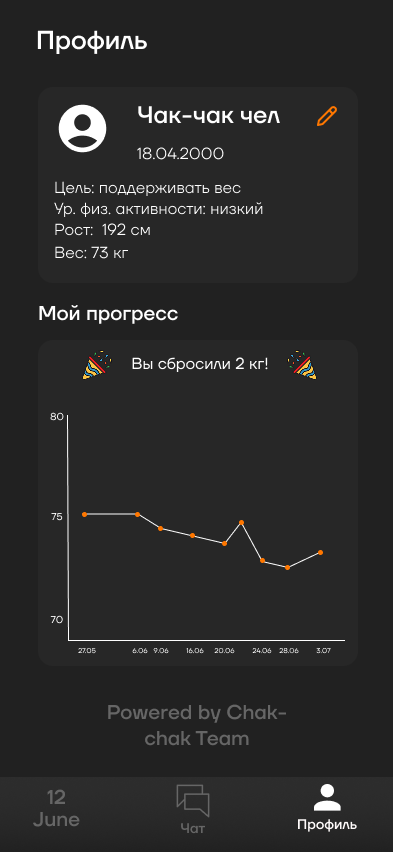 Профиль
Чак-чак чел
18.04.2000
Цель: поддерживать вес
Ур. физ. активности: низкий
Рост: 192 см
Вес: 73 кг
Мой прогресс
Вы сбросили 2 кг!
80
75
70
27.05 6.06 9.06 16.06 20.06 24.06 28.06 3.07
Powered by Chak-
chak Team
12
June
Чат
Профиль